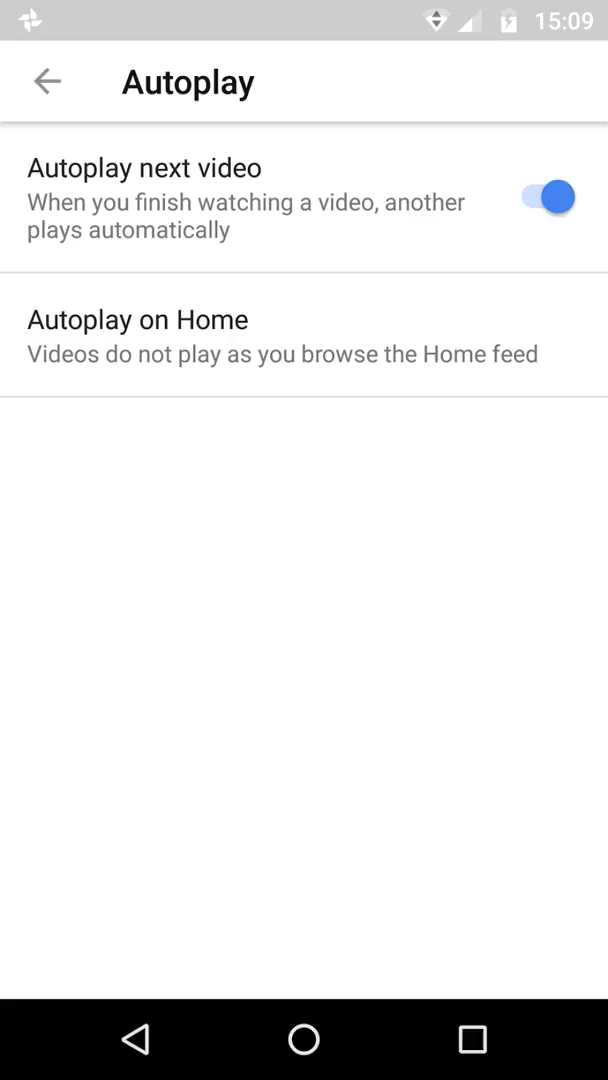 15:09
Autoplay
Autoplay next video
When you finish watching a video, another
plays automatically
Autoplay on Home
Videos do not play as you browse the Home feed